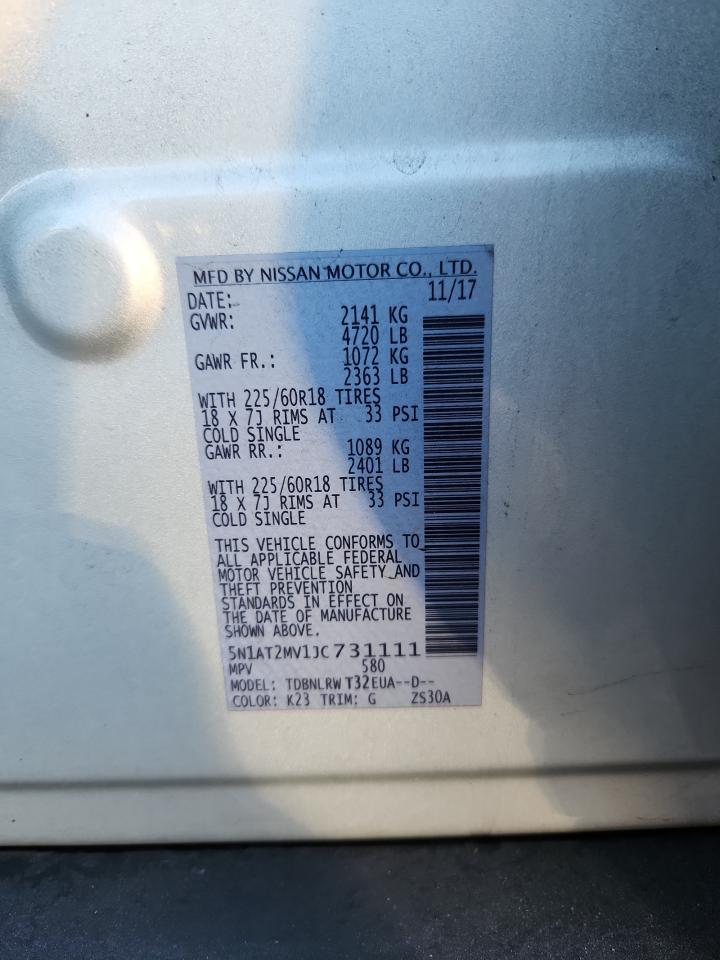 MFD BY NISSAN MOTOR CO., LTD.
DATE: 11/17
GVWR: 2141 KG
4720 LB
GAWR FR.: 1072 KG
2363 LB
WITH 225/60R18 TIRES
18 X 7J RIMS AT 33 PSI
COLD SINGLE
GAWR RR.: 1089 KG
2401 LB
WITH 225/60R18 TIRES
18 X 7J RIMS AT 33 PSI
COLD SINGLE
THIS VEHICLE CONFORMS TO
ALL APPLICABLE FEDERAL
MOTOR VEHICLE SAFETY AND
THEFT PREVENTION
STANDARDS IN EFFECT ON
THE DATE OF MANUFACTURE
SHOWN ABOVE.
5N1AT2MV1JC731111
MPV 580
MODEL: TDBNLRW T32EUA--D--
COLOR: K23 TRIM: G ZS30A